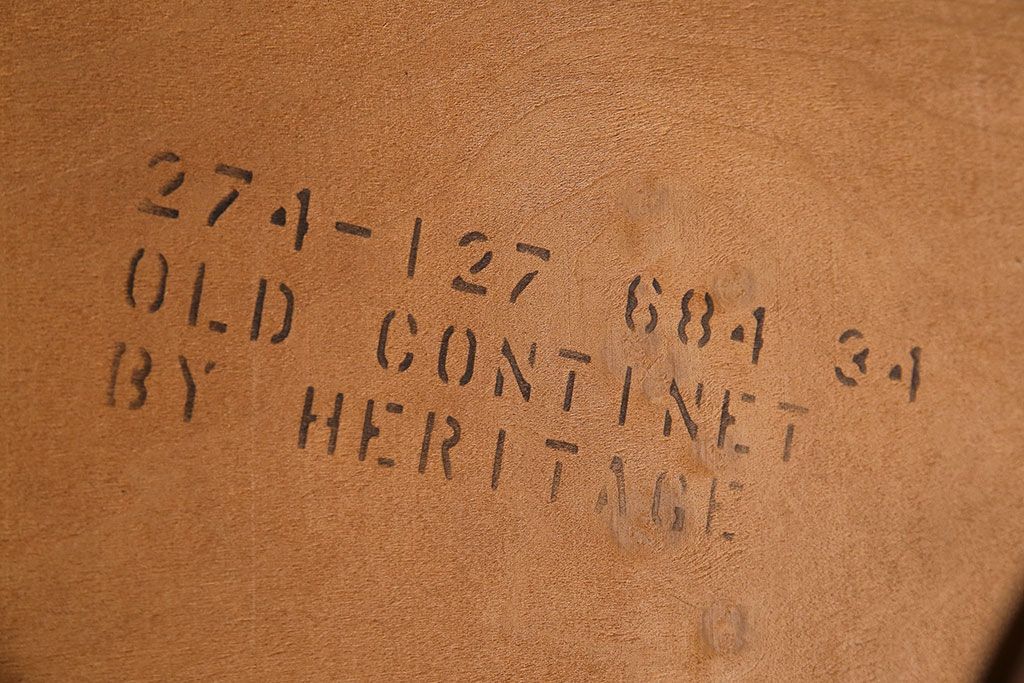 274-127 684 34
OLD CONTINET
BY HERITAGE